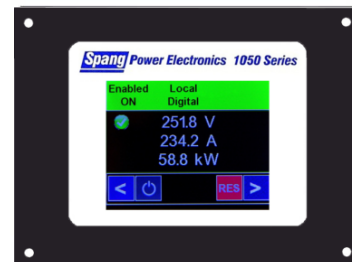 Spang Power Electronics 1050 Series
Enabled Local
ON Digital
251.8 V
234.2 A
58.8 kW
< RES >